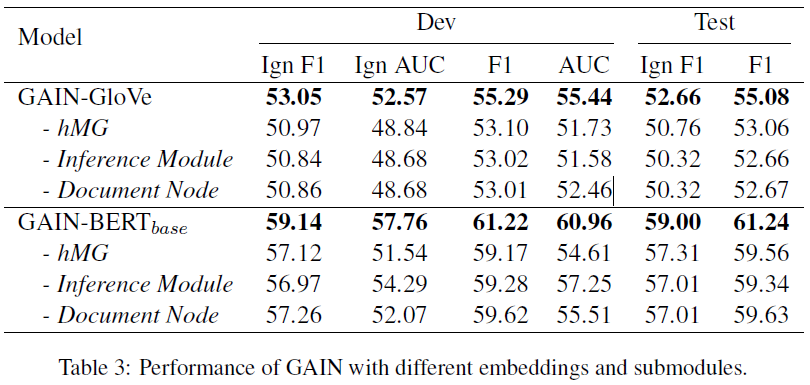 Model Dev Test
Ign F1 Ign AUC F1 AUC Ign F1 F1
GAIN-GloVe 53.05 52.57 55.29 55.44 52.66 55.08
- hMG 50.97 48.84 53.10 51.73 50.76 53.06
- Inference Module 50.84 48.68 53.02 51.58 50.32 52.66
- Document Node 50.86 48.68 53.01 52.46 50.32 52.67
GAIN-BERTbase 59.14 57.76 61.22 60.96 59.00 61.24
- hMG 57.12 51.54 59.17 54.61 57.31 59.56
- Inference Module 56.97 54.29 59.28 57.25 57.01 59.34
- Document Node 57.26 52.07 59.62 55.51 57.01 59.63
Table 3: Performance of GAIN with different embeddings and submodules.